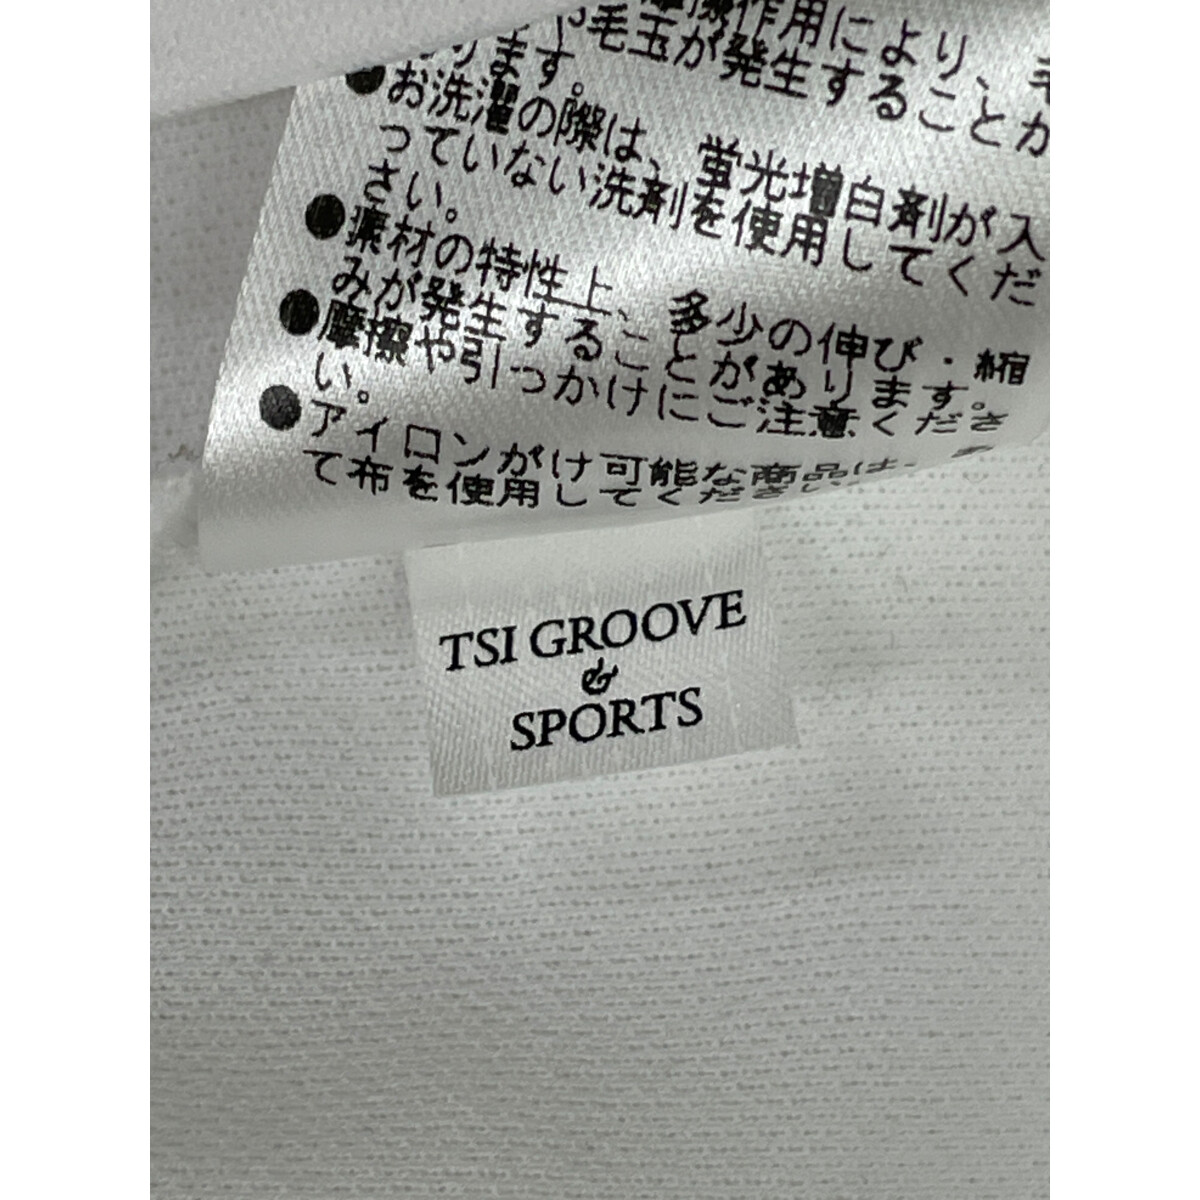 擦作用により、毛
や毛玉が発生することが
ります。
●お洗濯の際は、蛍光増白剤が入
っていない洗剤を使用してくだ
さい。
●素材の特性上、多少の伸び・縮
みが発生することがあります。
●摩擦や引っかけにご注意くださ
い。
●アイロンがけ可能な商品は、あ
て布を使用してください
TSI GROOVE
&
SPORTS